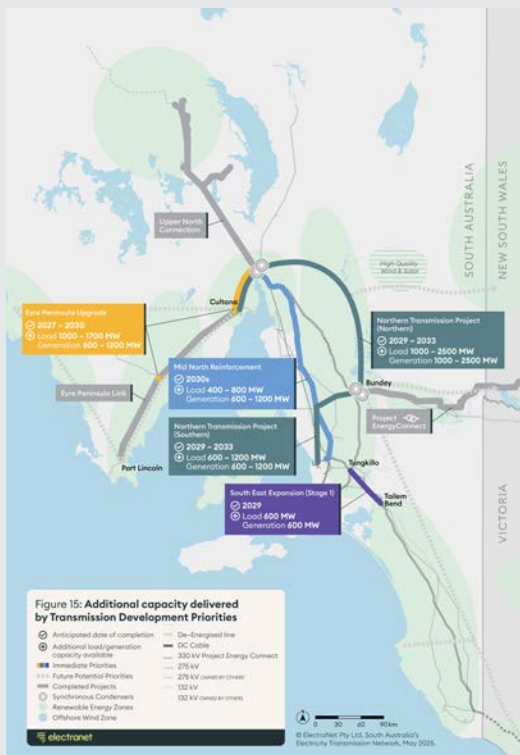 SOUTH AUSTRALIA
NEW SOUTH WALES
Upper North
Connection
High Quality
Wind & Solar
Cultana
Eyre Peninsula Upgrade
2027 – 2030
Load 1000 – 1700 MW
Generation 600 – 1200 MW
Northern Transmission Project
(Northern)
2029 – 2033
Load 1000 – 2500 MW
Generation 1000 – 2500 MW
Mid North Reinforcement
2030s
Load 400 – 800 MW
Generation 600 – 1200 MW
Bundey
Eyre Peninsula Link
Project
EnergyConnect
Northern Transmission Project
(Southern)
2029 – 2033
Load 600 – 1200 MW
Generation 600 – 1200 MW
Port Lincoln
Tungkillo
South East Expansion (Stage 1)
2029
Load 600 MW
Generation 600 MW
Tailem
Bend
VICTORIA
Figure 15: Additional capacity delivered
by Transmission Development Priorities
Anticipated date of completion
Additional load/generation
capacity available
Immediate Priorities
Future Potential Priorities
Completed Projects
Synchronous Condensers
Renewable Energy Zones
Offshore Wind Zone
De-Energised line
DC Cable
330 kV Project Energy Connect
275 kV
275 kV OWNED BY OTHERS
132 kV
132 kV OWNED BY OTHERS
electranet
0 30 60 90km
© ElectraNet Pty Ltd. South Australia's
Electricity Transmission Network, May 2025.